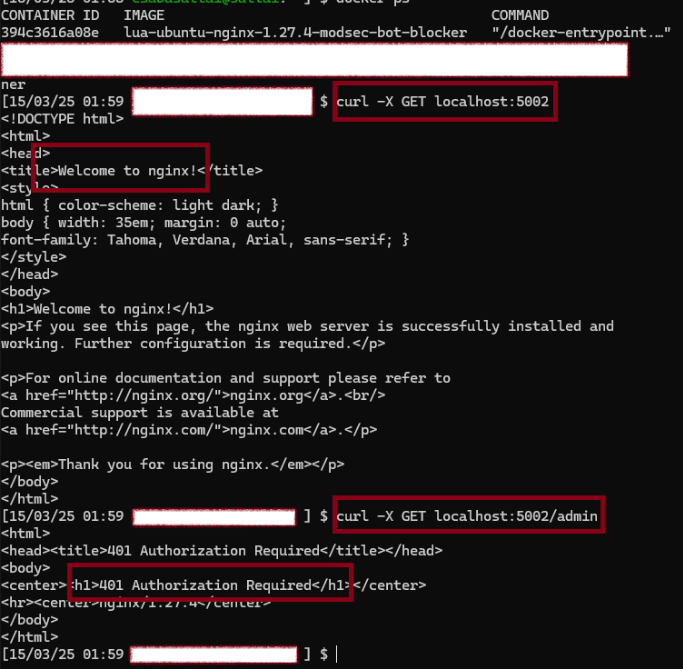 CONTAINER ID   IMAGE                                      COMMAND
394c3616a08e   lua-ubuntu-nginx-1.27.4-modsec-bot-blocker   "/docker-entrypoint.…"
ner
[15/03/25 01:59 ] $ curl -X GET localhost:5002
<!DOCTYPE html>
<html>
<head>
<title>Welcome to nginx!</title>
<style>
html { color-scheme: light dark; }
body { width: 35em; margin: 0 auto;
font-family: Tahoma, Verdana, Arial, sans-serif; }
</style>
</head>
<body>
<h1>Welcome to nginx!</h1>
<p>If you see this page, the nginx web server is successfully installed and
working. Further configuration is required.</p>
<p>For online documentation and support please refer to
<a href="http://nginx.org/">nginx.org</a>.<br/>
Commercial support is available at
<a href="http://nginx.com/">nginx.com</a>.</p>
<p><em>Thank you for using nginx.</em></p>
</body>
</html>
[15/03/25 01:59 ] $ curl -X GET localhost:5002/admin
<html>
<head><title>401 Authorization Required</title></head>
<body>
<center><h1>401 Authorization Required</h1></center>
<hr><center>nginx/1.27.4</center>
</body>
</html>
[15/03/25 01:59 ] $